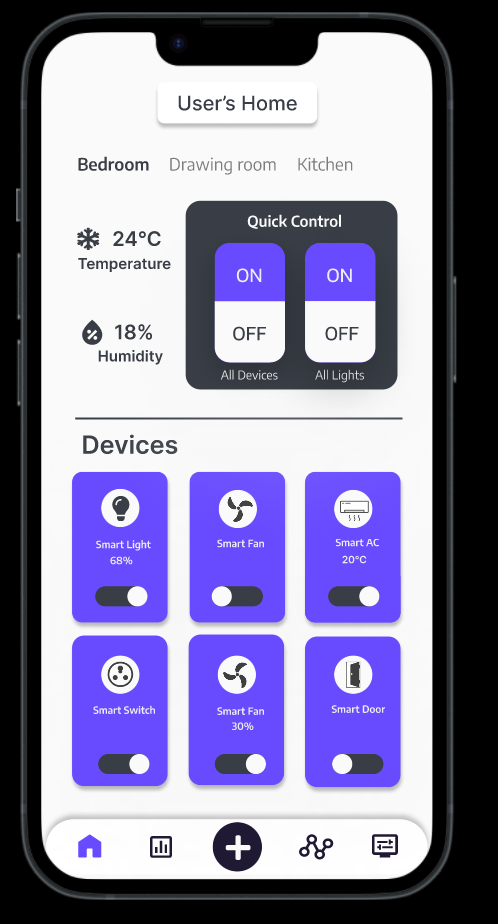 User's Home
Bedroom Drawing room Kitchen
24°C
Temperature
18%
Humidity
Quick Control
ON ON
OFF OFF
All Devices All Lights
Devices
Smart Light Smart Fan Smart AC
68% 20°C
Smart Switch Smart Fan Smart Door
30%